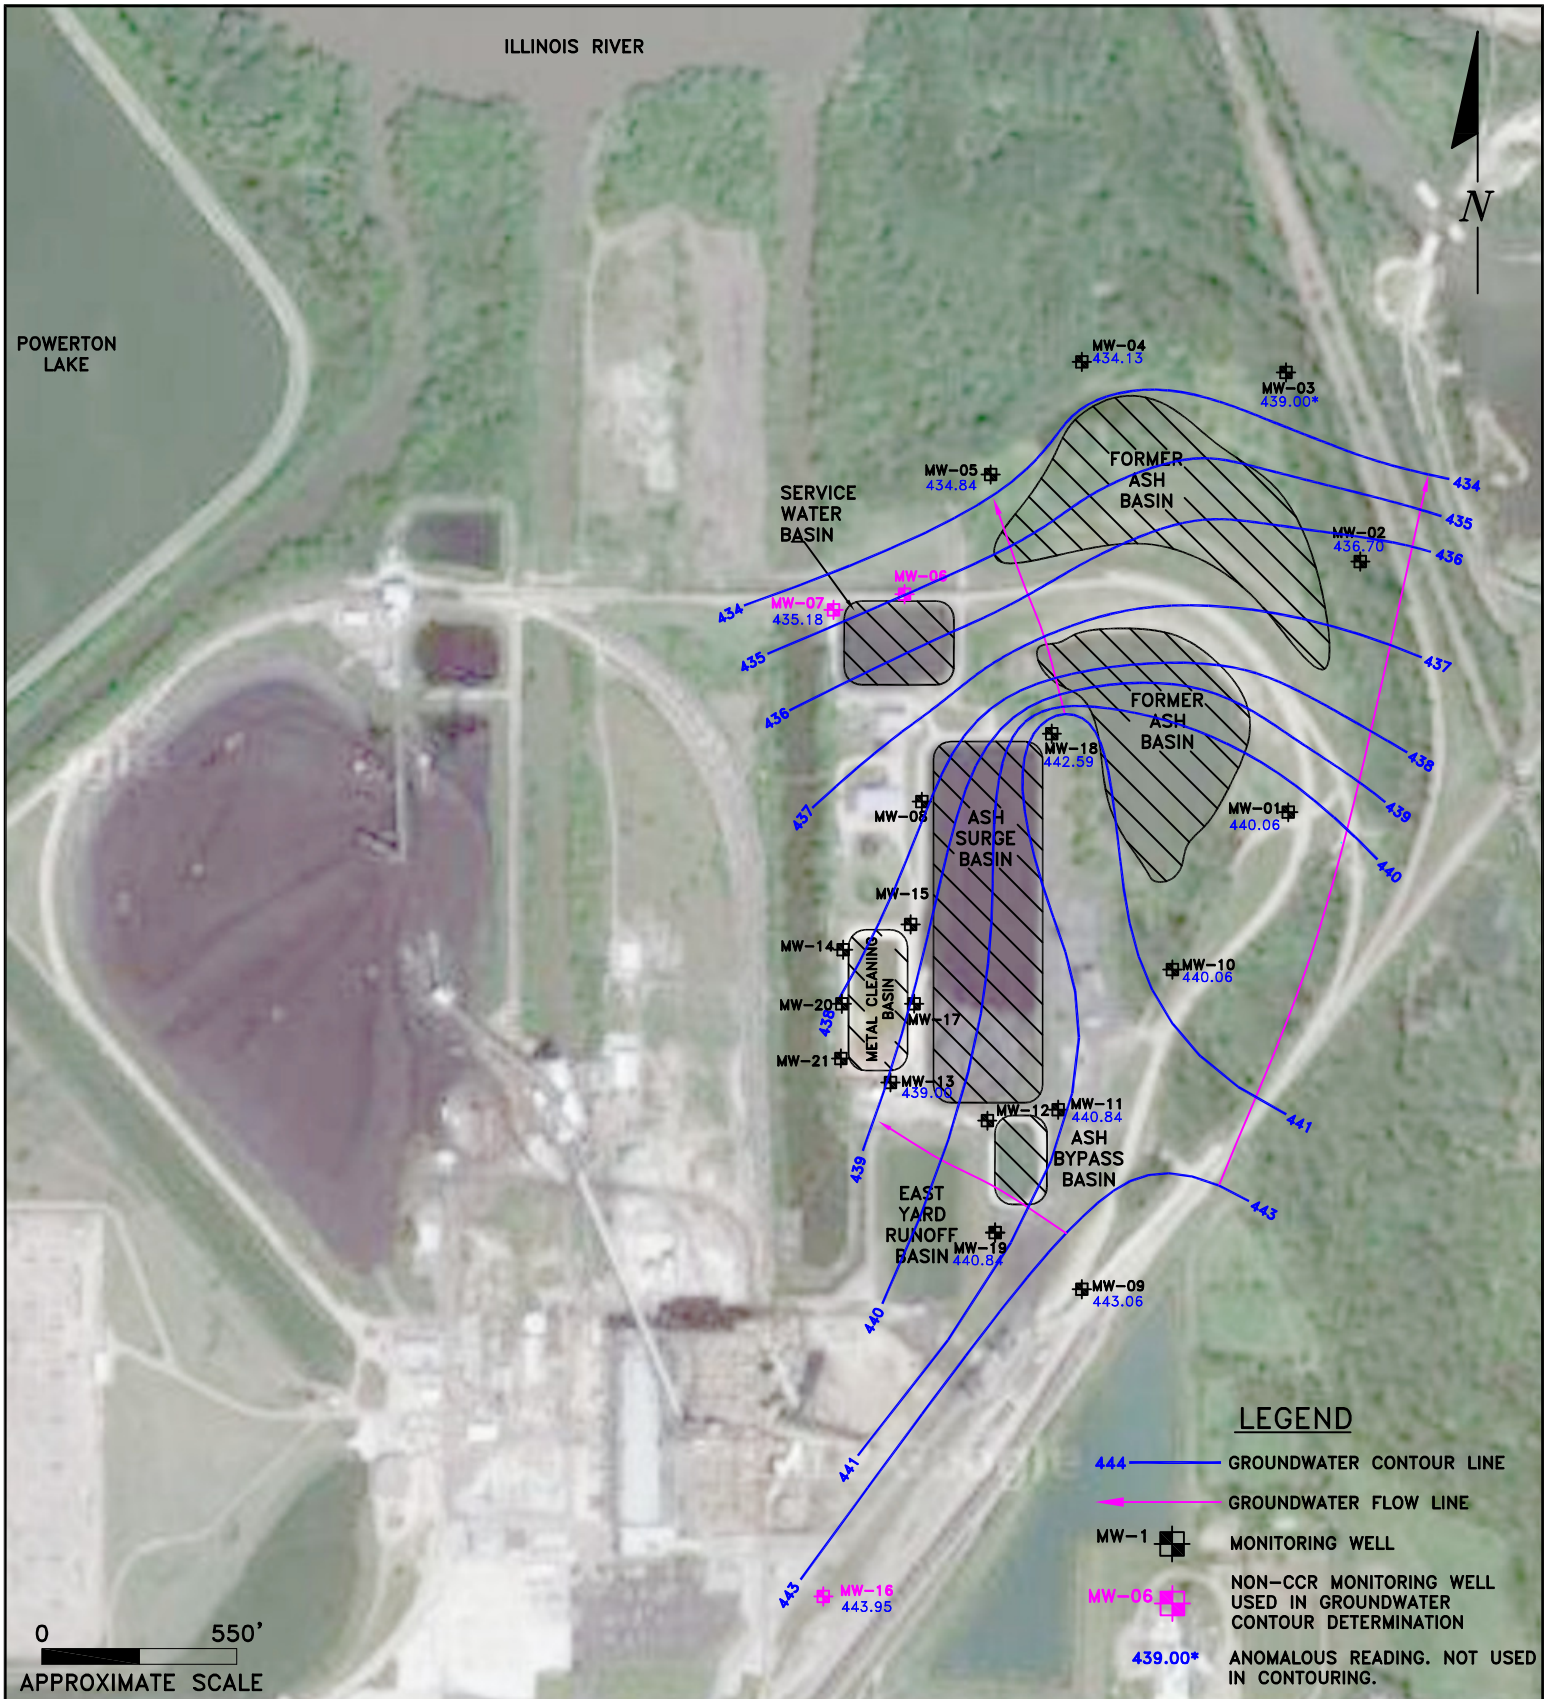 ILLINOIS RIVER
N
POWERTON
LAKE
MW-04
434.13
MW-03
439.00*
MW-05
434.84
FORMER
ASH
BASIN
434
435
436
MW-02
436.70
SERVICE
WATER
BASIN
MW-06
MW-07
435.18
434
435
436
437
437
FORMER
ASH
BASIN
MW-18
442.59
438
439
440
MW-01
440.06
MW-08
ASH
SURGE
BASIN
MW-15
MW-14
METAL CLEANING
BASIN
MW-20
438
MW-17
MW-21
MW-10
440.06
MW-13
439.00
MW-12
MW-11
440.84
441
ASH
BYPASS
BASIN
439
EAST
YARD
RUNOFF
BASIN
443
MW-19
440.84
MW-09
443.06
440
441
443
MW-16
443.95
LEGEND
444
GROUNDWATER CONTOUR LINE
GROUNDWATER FLOW LINE
MW-1
MONITORING WELL
MW-06
NON-CCR MONITORING WELL
USED IN GROUNDWATER
CONTOUR DETERMINATION
439.00*
ANOMALOUS READING. NOT USED
IN CONTOURING.
0 550'
APPROXIMATE SCALE